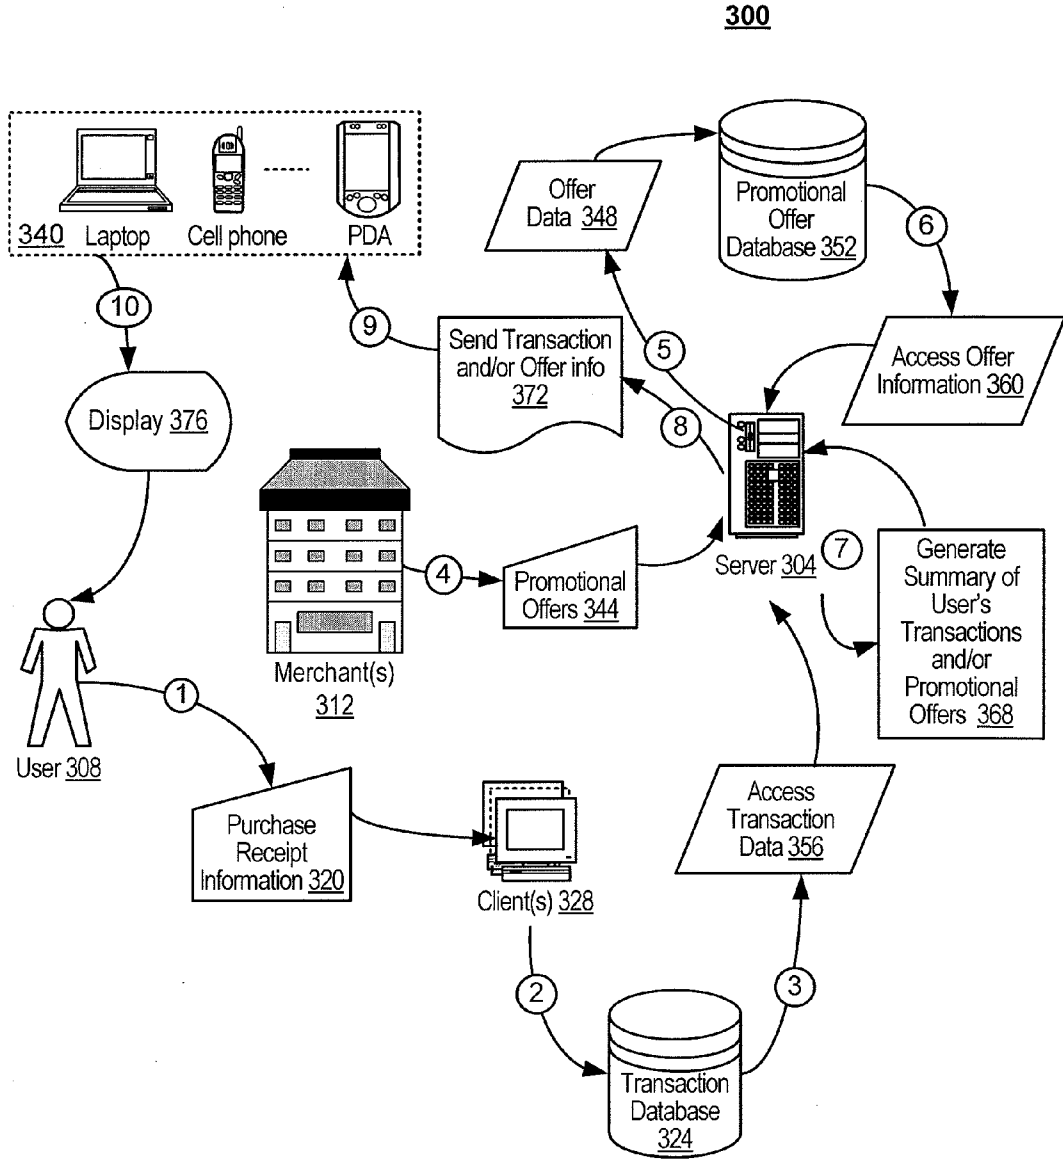 300
340 Laptop Cell phone PDA
Offer
Data 348
Promotional
Offer
Database 352
6
10
9
Send Transaction
and/or Offer info
372
5
Access Offer
Information 360
8
Display 376
Merchant(s)
312
4
Promotional
Offers 344
Server 304
7
Generate
Summary of
User's
Transactions
and/or
Promotional
Offers 368
1
User 308
Purchase
Receipt
Information 320
Client(s) 328
Access
Transaction
Data 356
2
3
Transaction
Database
324